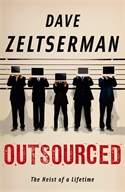 DAVE
ZELTSERMAN
OUTSOURCED
The Heist of a Lifetime